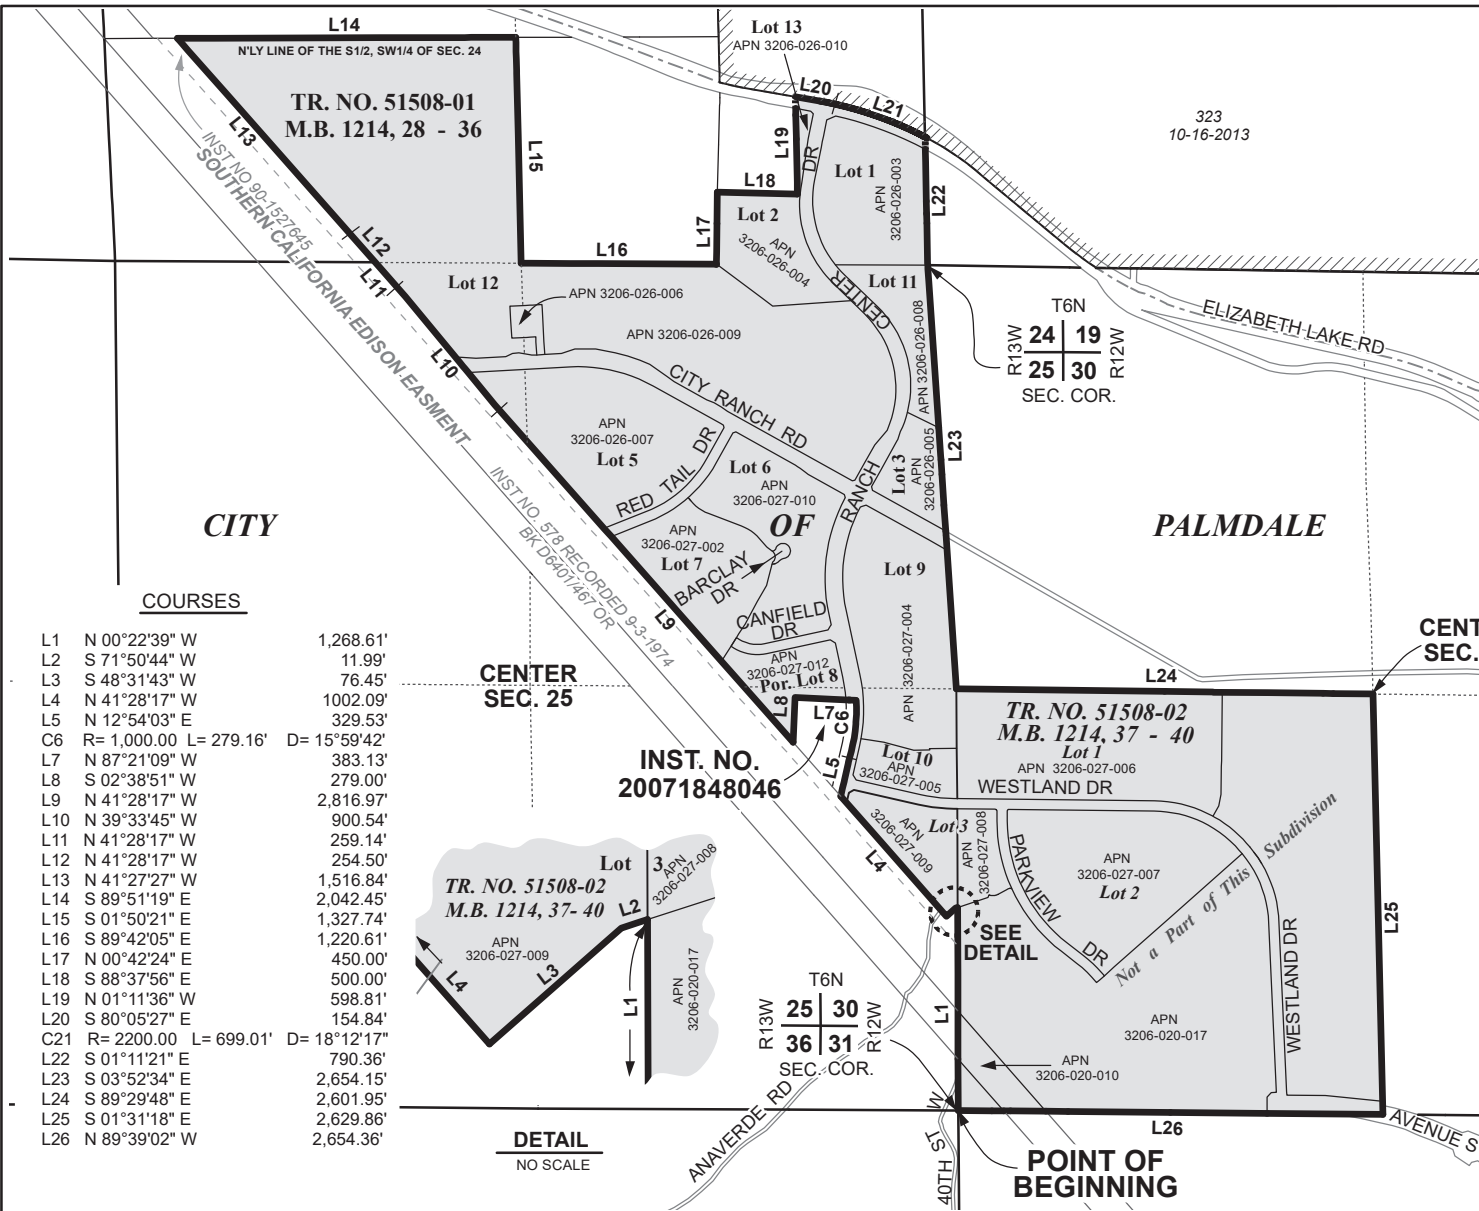 L14
N'LY LINE OF THE S1/2, SW1/4 OF SEC. 24
TR. NO. 51508-01
M.B. 1214, 28 - 36
L13
L15
INST NO 90-1527645
SOUTHERN CALIFORNIA EDISON EASMENT
L12
L11
L10
L16
L17
L18
L19
Lot 13
APN 3206-026-010
L20
L21
L22
323
10-16-2013
DR
Lot 1
APN
3206-026-003
Lot 2
APN
3206-026-004
CENTER
Lot 11
APN 3206-026-008
Lot 12
APN 3206-026-006
APN 3206-026-009
T6N
R13W
24 19
25 30
R12W
SEC. COR.
ELIZABETH LAKE RD
CITY RANCH RD
APN
3206-026-007
Lot 5
RED TAIL DR
Lot 6
APN
3206-027-010
Lot 3
APN
3206-026-005
L23
RANCH
CITY
OF
PALMDALE
INST NO. 578 RECORDED 9-3-1974
BK D6401/467 OR
APN
3206-027-002
Lot 7
BARCLAY
DR
Lot 9
APN 3206-027-004
L9
CANFIELD
DR
APN
3206-027-012
Por. Lot 8
CENTER
SEC. 25
L8
L7
C6
L5
INST. NO.
20071848046
L24
CENT
SEC.
TR. NO. 51508-02
M.B. 1214, 37 - 40
Lot 1
APN 3206-027-006
Lot 10
APN
3206-027-005
WESTLAND DR
Lot 3
APN
3206-027-009
APN
3206-027-008
PARKVIEW
DR
APN
3206-027-007
Lot 2
Not a Part of This Subdivision
L4
SEE
DETAIL
L25
WESTLAND DR
APN
3206-020-017
APN
3206-020-010
L1
T6N
R13W
25 30
36 31
R12W
SEC. COR.
ANAVERDE RD
40TH ST W
L26
AVENUE S
POINT OF
BEGINNING
COURSES
L1 N 00°22'39" W 1,268.61'
L2 S 71°50'44" W 11.99'
L3 S 48°31'43" W 76.45'
L4 N 41°28'17" W 1002.09'
L5 N 12°54'03" E 329.53'
C6 R= 1,000.00 L= 279.16' D= 15°59'42"
L7 N 87°21'09" W 383.13'
L8 S 02°38'51" W 279.00'
L9 N 41°28'17" W 2,816.97'
L10 N 39°33'45" W 900.54'
L11 N 41°28'17" W 259.14'
L12 N 41°28'17" W 254.50'
L13 N 41°27'27" W 1,516.84'
L14 S 89°51'19" E 2,042.45'
L15 S 01°50'21" E 1,327.74'
L16 S 89°42'05" E 1,220.61'
L17 N 00°42'24" E 450.00'
L18 S 88°37'56" E 500.00'
L19 N 01°11'36" W 598.81'
L20 S 80°05'27" E 154.84'
C21 R= 2200.00 L= 699.01' D= 18°12'17"
L22 S 01°11'21" E 790.36'
L23 S 03°52'34" E 2,654.15'
L24 S 89°29'48" E 2,601.95'
L25 S 01°31'18" E 2,629.86'
L26 N 89°39'02" W 2,654.36'
Lot 3
APN
3206-027-008
TR. NO. 51508-02
M.B. 1214, 37- 40
L2
APN
3206-027-009
L4
L3
L1
APN
3206-020-017
DETAIL
NO SCALE